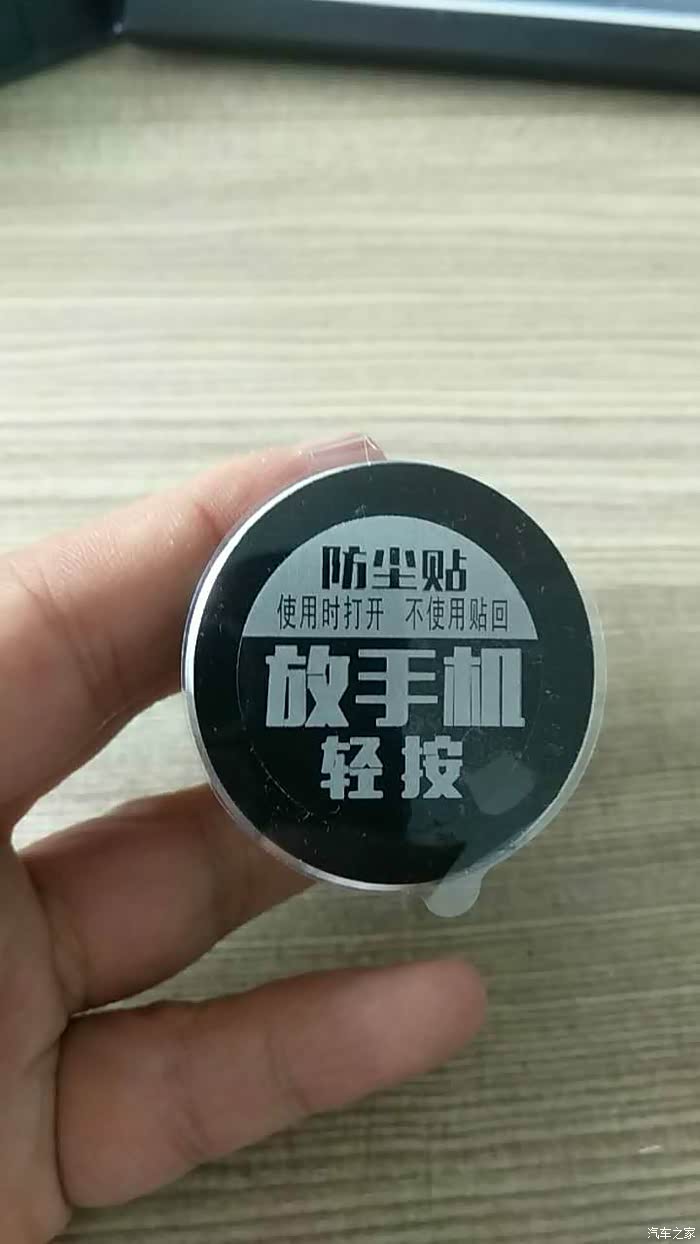 防尘贴
使用时打开 不使用贴回
放手机
轻按
汽车之家